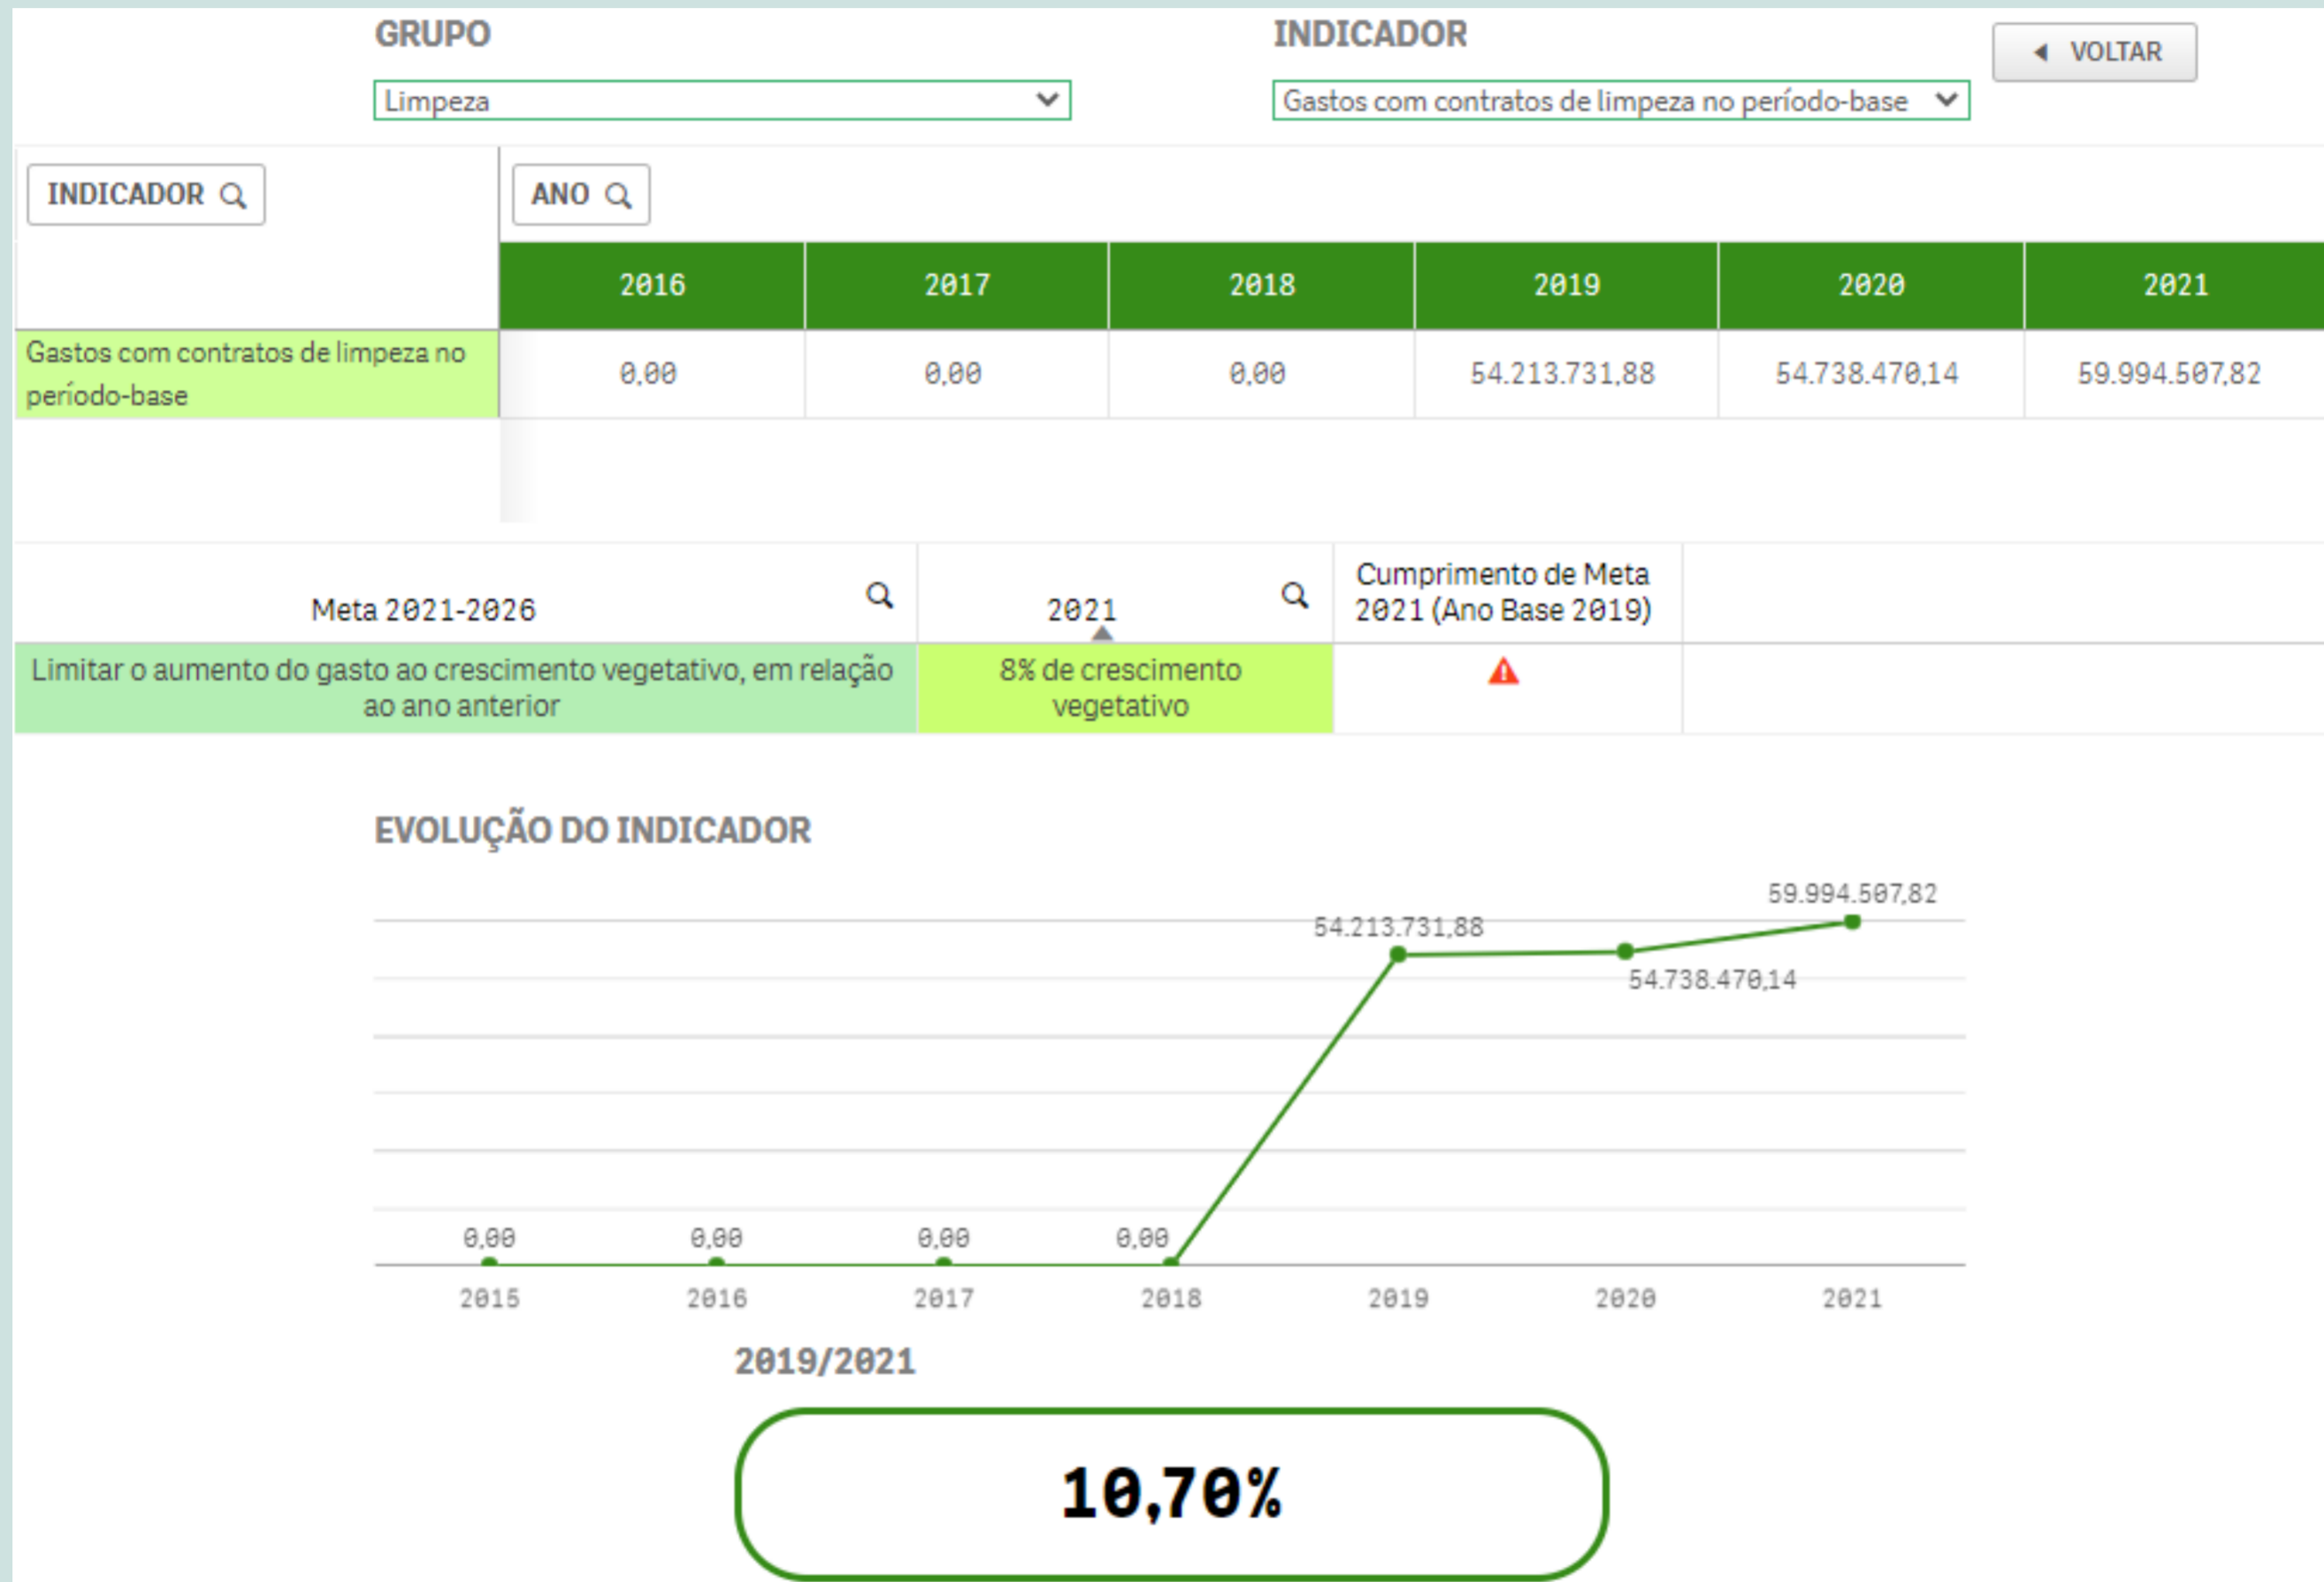 GRUPO
INDICADOR
VOLTAR
Limpeza
Gastos com contratos de limpeza no período-base
INDICADOR
ANO
2016 2017 2018 2019 2020 2021
Gastos com contratos de limpeza no
período-base
0,00 0,00 0,00 54.213.731,88 54.738.470,14 59.994.507,82
Meta 2021-2026
2021
Cumprimento de Meta
2021 (Ano Base 2019)
Limitar o aumento do gasto ao crescimento vegetativo, em relação
ao ano anterior
8% de crescimento
vegetativo
EVOLUÇÃO DO INDICADOR
59.994.507,82
54.213.731,88
54.738.470,14
0,00 0,00 0,00 0,00
2015 2016 2017 2018 2019 2020 2021
2019/2021
10,70%